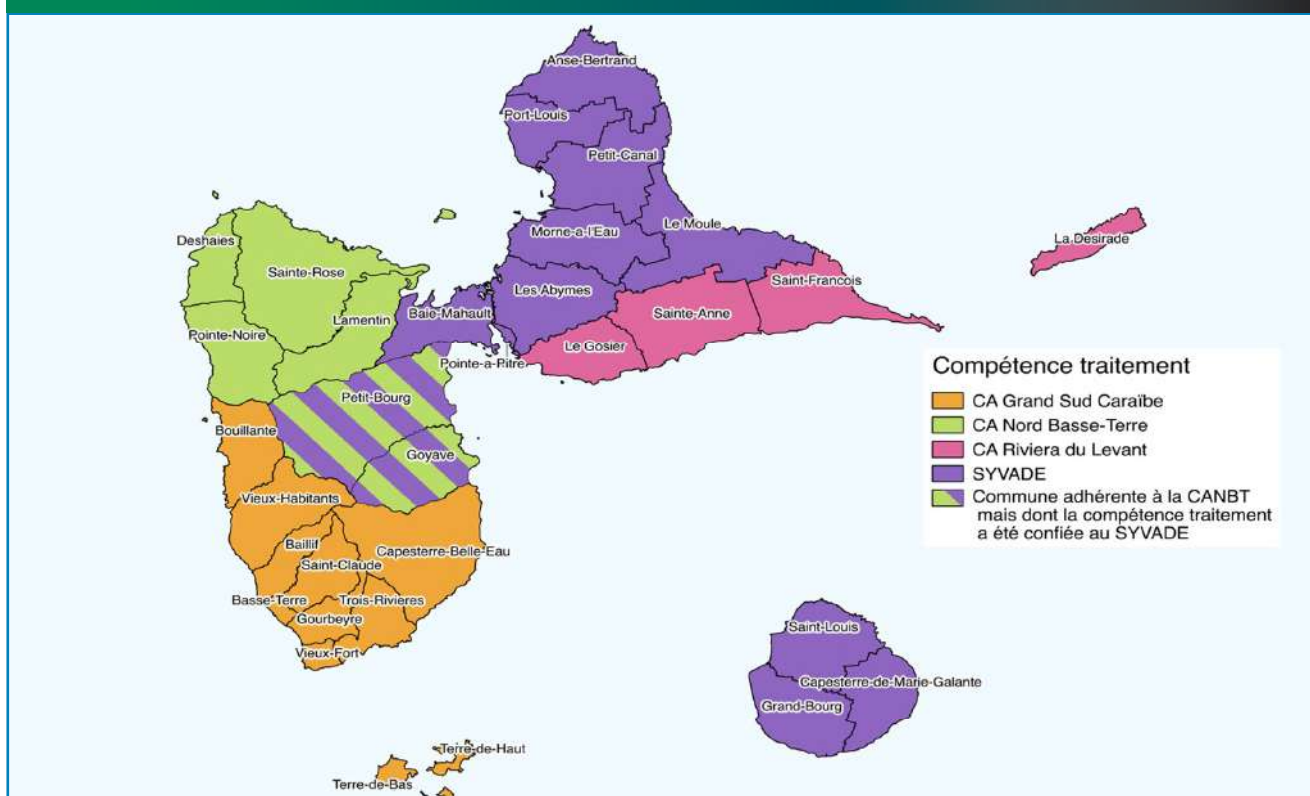 Anse-Bertrand
Port-Louis
Petit-Canal
Le Moule
Morne-a-l'Eau
La Desirade
Deshaies
Sainte-Rose
Saint-Francois
Les Abymes
Baie-Mahault
Sainte-Anne
Lamentin
Pointe-Noire
Le Gosier
Pointe-a-Pitre
Petit-Bourg
Bouillante
Goyave
Vieux-Habitants
Baillif
Capesterre-Belle-Eau
Saint-Claude
Basse-Terre
Trois-Rivieres
Gourbeyre
Vieux-Fort
Saint-Louis
Capesterre-de-Marie-Galante
Grand-Bourg
Terre-de-Haut
Terre-de-Bas
Compétence traitement
CA Grand Sud Caraïbe
CA Nord Basse-Terre
CA Riviera du Levant
SYVADE
Commune adhérente à la CANBT
mais dont la compétence traitement
a été confiée au SYVADE